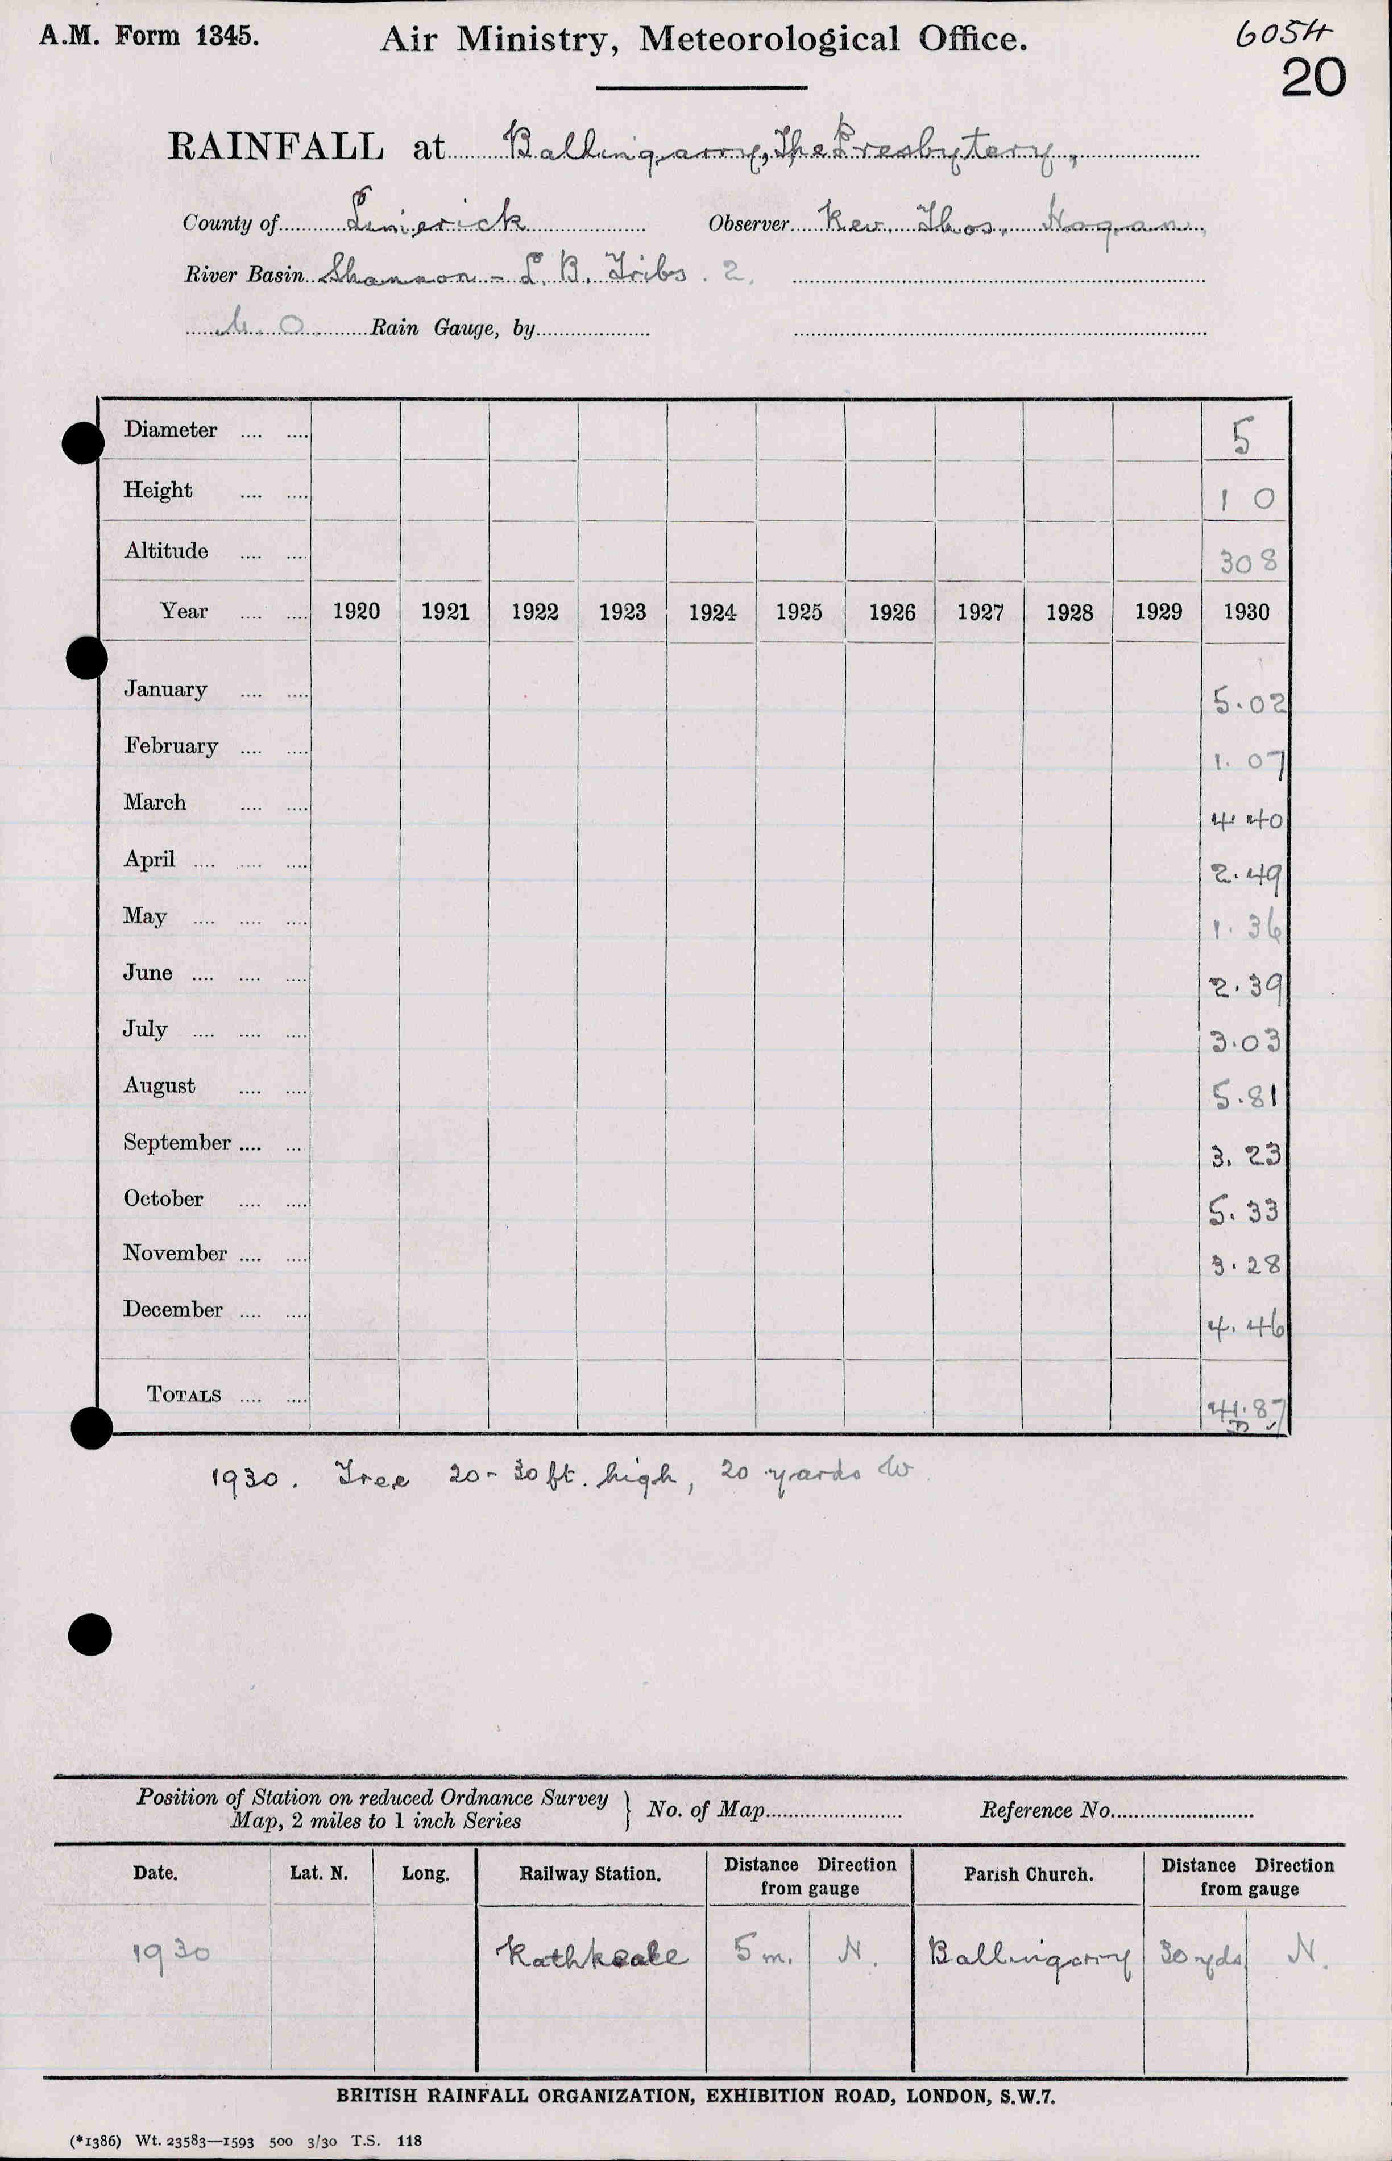 A.M. Form 1345. Air Ministry, Meteorological Office. 6054
20
RAINFALL at Ballingarry, The Presbytery,
County of Limerick Observer Rev. Thos. Hogan,
River Basin Shannon - L. B. Tribs. 2.
M. O. Rain Gauge, by
Diameter 5
Height 1 0
Altitude 308
Year 1920 1921 1922 1923 1924 1925 1926 1927 1928 1929 1930
January 5.02
February 1.07
March 4.40
April 2.49
May 1.36
June 2.39
July 3.03
August 5.81
September 3.23
October 5.33
November 3.28
December 4.46
TOTALS 41.87
1930. Tree 20-30 ft. high, 20 yards W.
Position of Station on reduced Ordnance Survey
Map, 2 miles to 1 inch Series } No. of Map Reference No.
Date. Lat. N. Long. Railway Station. Distance Direction from gauge Parish Church. Distance Direction from gauge
1930 Rathkeale 5 m. N. Ballingarry 30 yds N.
BRITISH RAINFALL ORGANIZATION, EXHIBITION ROAD, LONDON, S.W.7.
(*1386) Wt. 23583—1593 500 3/30 T.S. 118